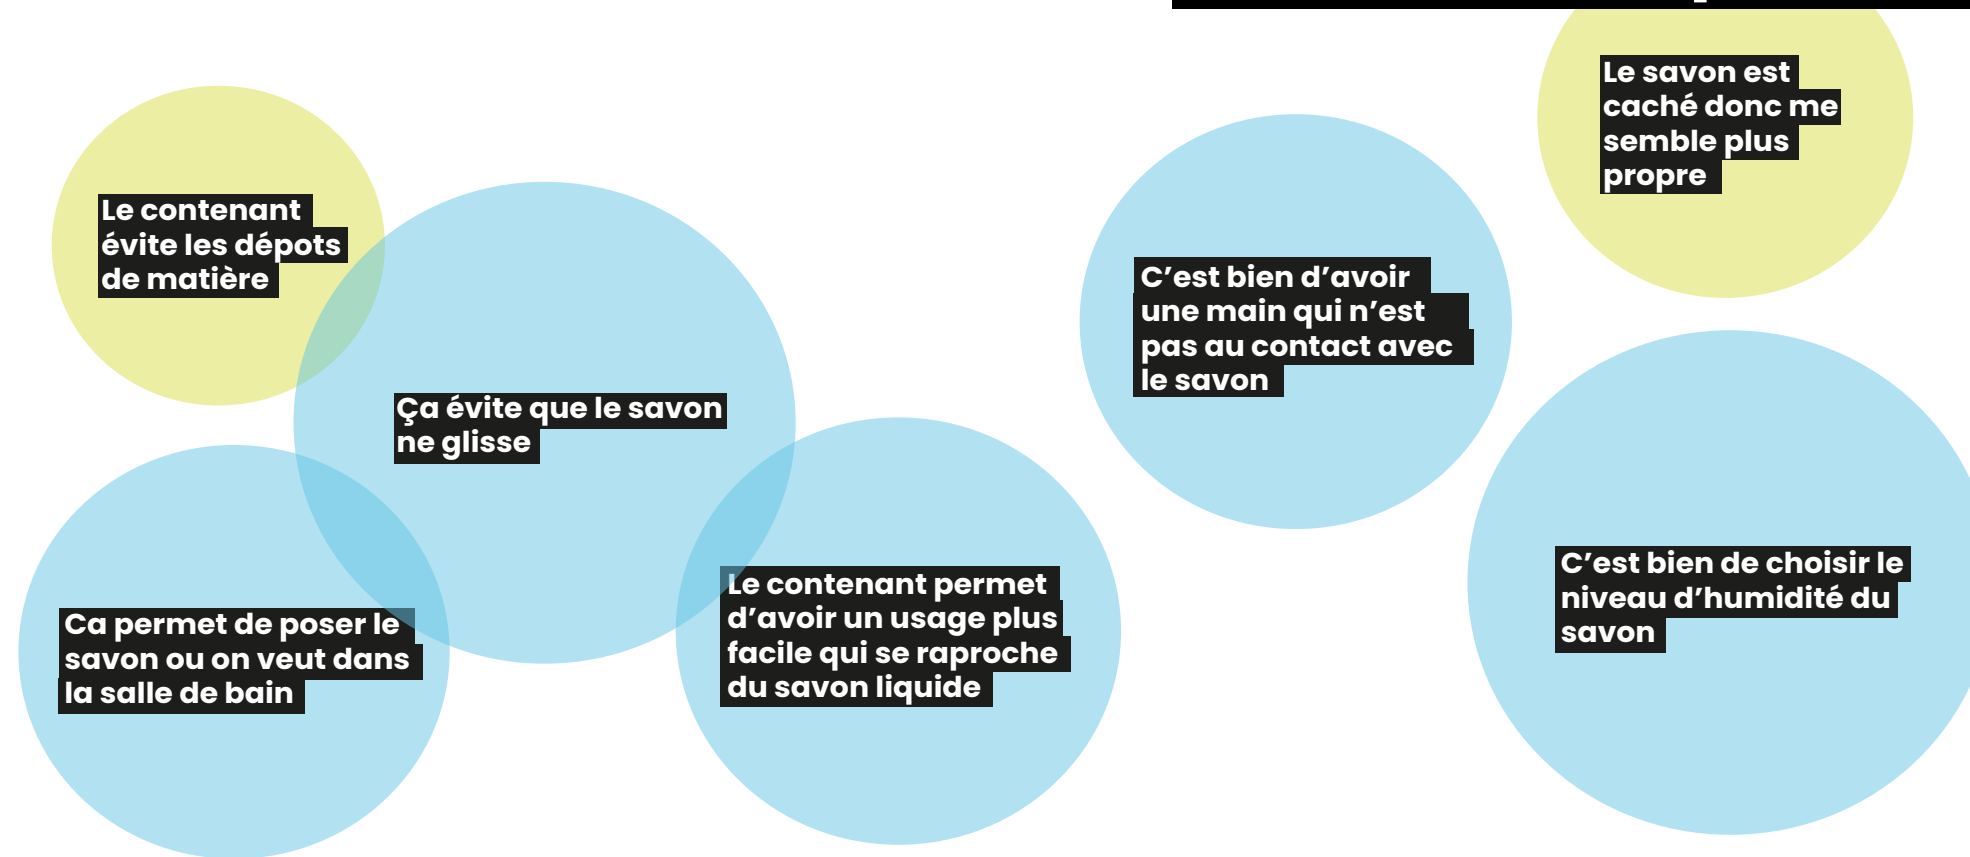 Le contenant
évite les dépots
de matière
Ça évite que le savon
ne glisse
Ca permet de poser le
savon ou on veut dans
la salle de bain
Le contenant permet
d’avoir un usage plus
facile qui se raproche
du savon liquide
C’est bien d’avoir
une main qui n’est
pas au contact avec
le savon
Le savon est
caché donc me
semble plus
propre
C’est bien de choisir le
niveau d’humidité du
savon